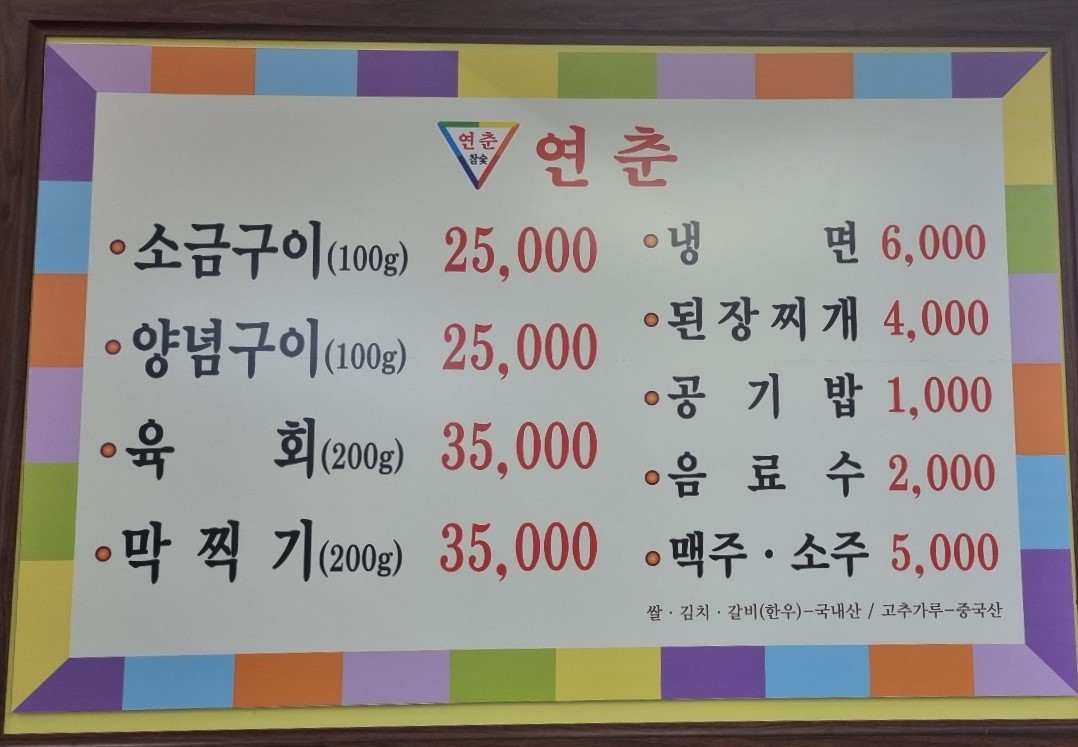 연춘
참숯
연춘
소금구이(100g) 25,000
양념구이(100g) 25,000
육회(200g) 35,000
막찍기(200g) 35,000
냉면 6,000
된장찌개 4,000
공기밥 1,000
음료수 2,000
맥주·소주 5,000
쌀·김치·갈비(한우)-국내산 / 고추가루-중국산